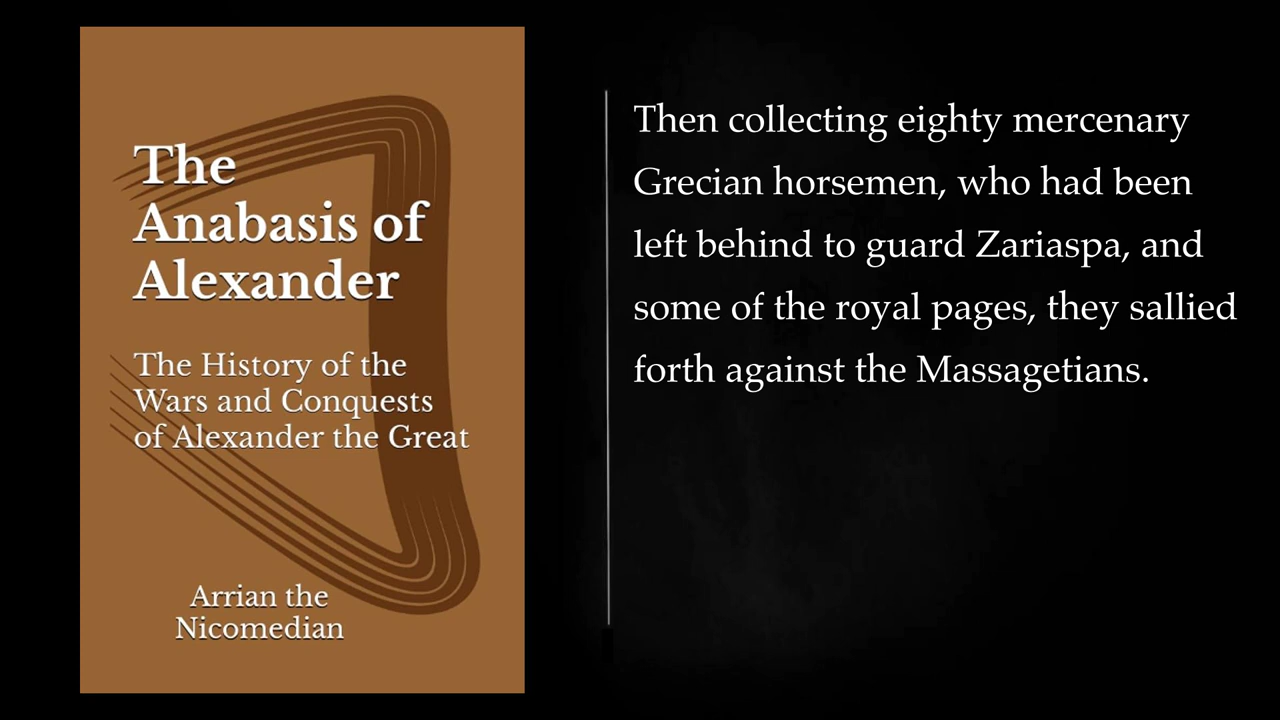 The
Anabasis of
Alexander
The History of the
Wars and Conquests
of Alexander the Great
Arrian the
Nicomedian
Then collecting eighty mercenary
Grecian horsemen, who had been
left behind to guard Zariaspa, and
some of the royal pages, they sallied
forth against the Massagetians.